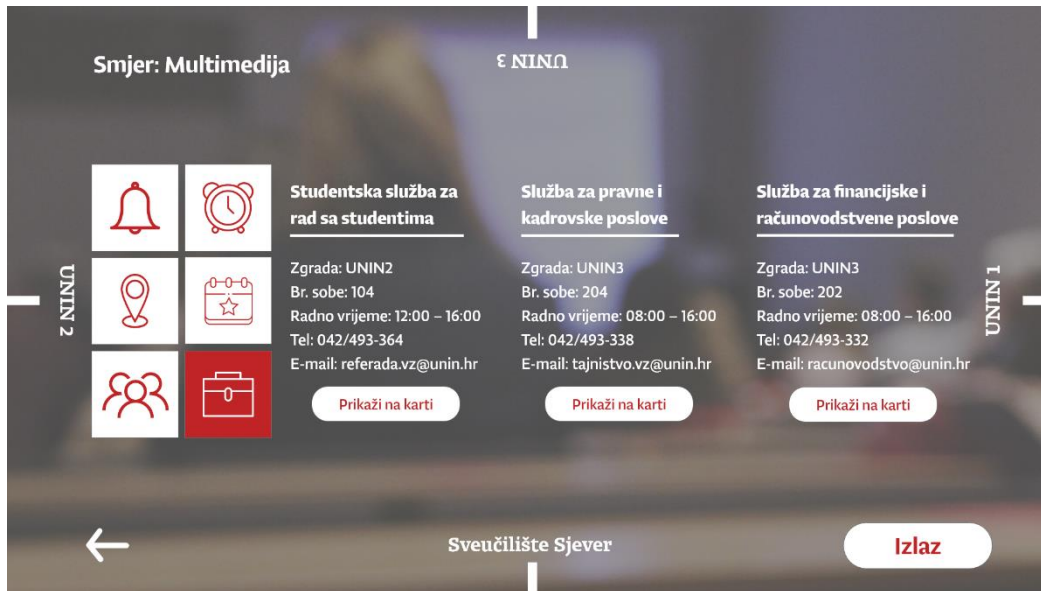 Smjer: Multimedija
UNIN 3
UNIN 2
Studentska služba za
rad sa studentima
Zgrada: UNIN2
Br. sobe: 104
Radno vrijeme: 12:00 – 16:00
Tel: 042/493-364
E-mail: referada.vz@unin.hr
Prikaži na karti
Služba za pravne i
kadrovske poslove
Zgrada: UNIN3
Br. sobe: 204
Radno vrijeme: 08:00 – 16:00
Tel: 042/493-338
E-mail: tajnistvo.vz@unin.hr
Prikaži na karti
Služba za financijske i
računovodstvene poslove
Zgrada: UNIN3
Br. sobe: 202
Radno vrijeme: 08:00 – 16:00
Tel: 042/493-332
E-mail: racunovodstvo@unin.hr
Prikaži na karti
UNIN 1
Sveučilište Sjever
Izlaz